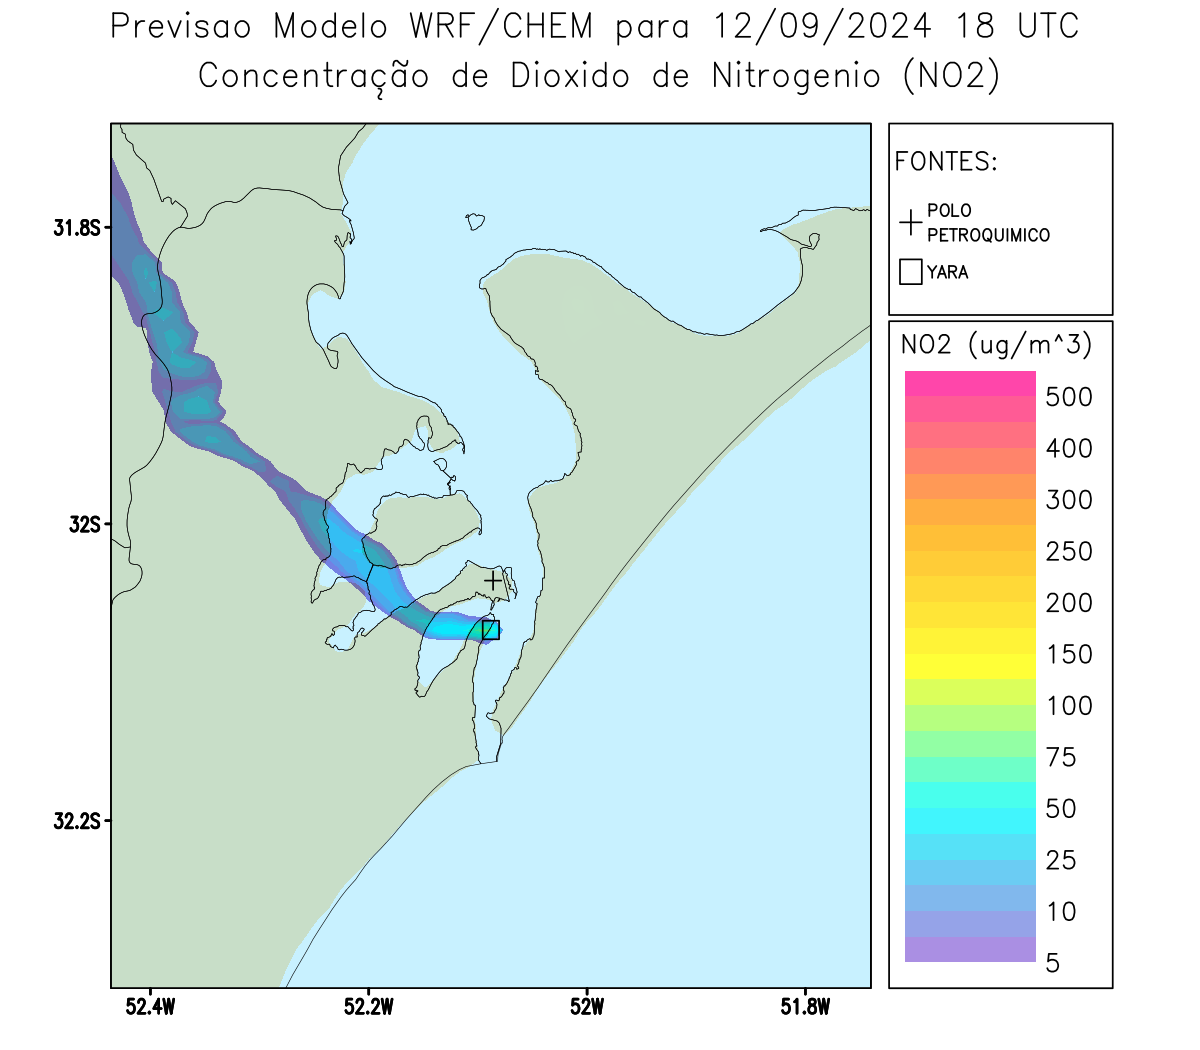 Previsao Modelo WRF/CHEM para 12/09/2024 18 UTC
Concentração de Dioxido de Nitrogenio (NO2)
FONTES:
POLO
PETROQUIMICO
YARA
NO2 (ug/m^3)
500
400
300
250
200
150
100
75
50
25
10
5
31.8S
32S
32.2S
52.4W
52.2W
52W
51.8W